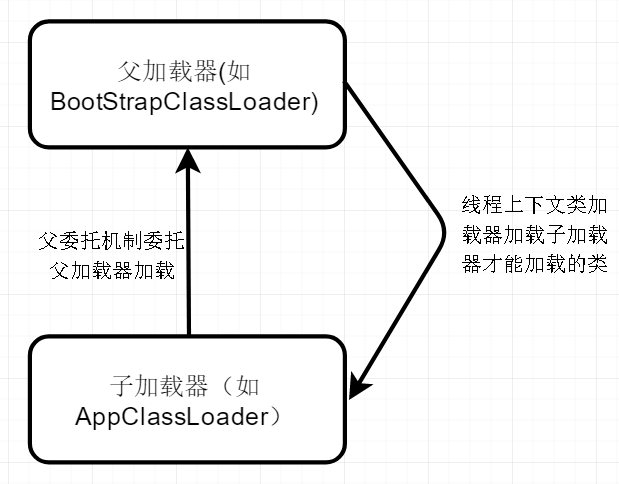 父加载器(如
BootStrapClassLoader)
线程上下文类加
载器加载子加载
器才能加载的类
父委托机制委托
父加载器加载
子加载器（如
AppClassLoader）